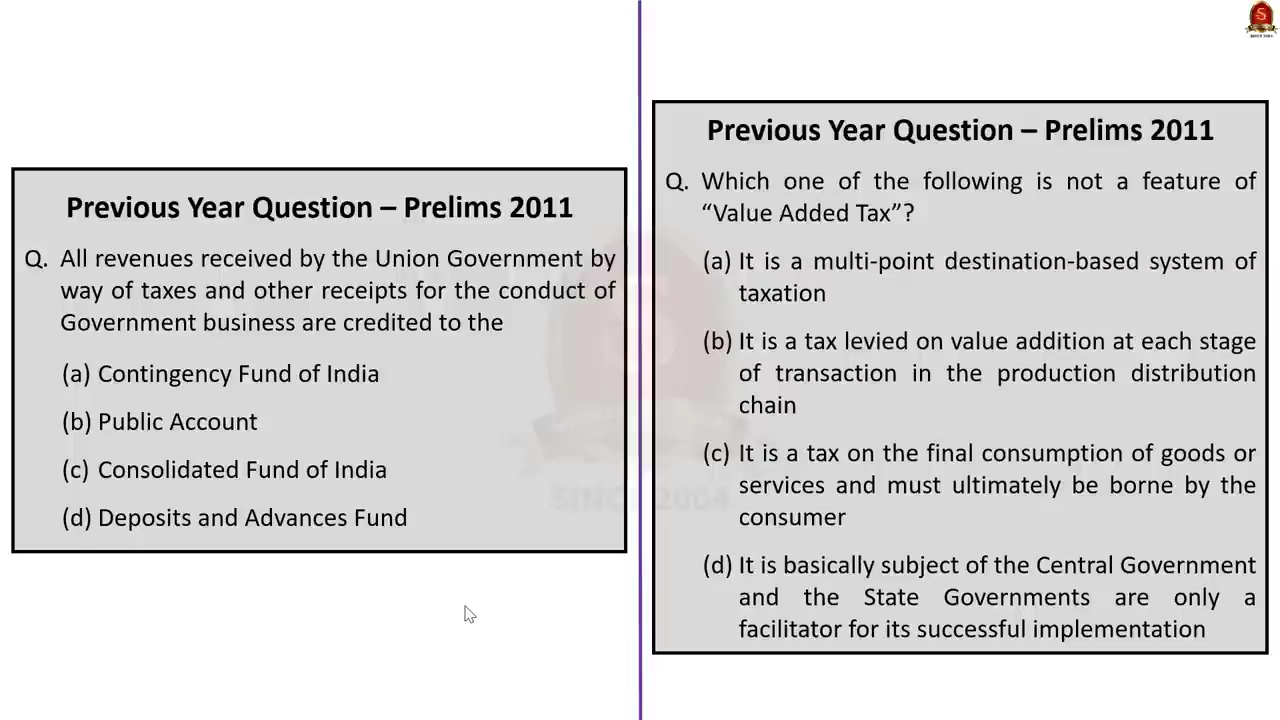 Previous Year Question – Prelims 2011
Q. All revenues received by the Union Government by
way of taxes and other receipts for the conduct of
Government business are credited to the
(a) Contingency Fund of India
(b) Public Account
(c) Consolidated Fund of India
(d) Deposits and Advances Fund
Previous Year Question – Prelims 2011
Q. Which one of the following is not a feature of
“Value Added Tax”?
(a) It is a multi-point destination-based system of
taxation
(b) It is a tax levied on value addition at each stage
of transaction in the production distribution
chain
(c) It is a tax on the final consumption of goods or
services and must ultimately be borne by the
consumer
(d) It is basically subject of the Central Government
and the State Governments are only a
facilitator for its successful implementation
S
SINCE 2004
S
SINCE 2004